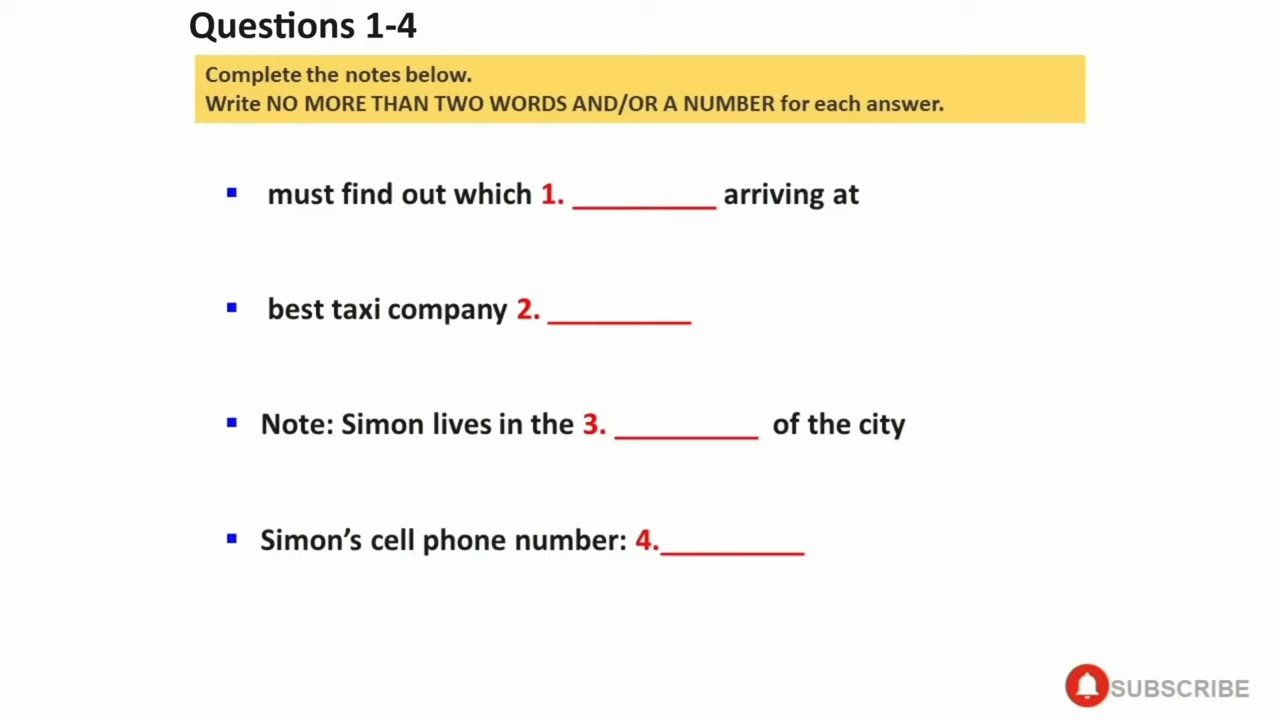 Questions 1-4
Complete the notes below.
Write NO MORE THAN TWO WORDS AND/OR A NUMBER for each answer.
▪ must find out which 1. __________ arriving at
▪ best taxi company 2. __________
▪ Note: Simon lives in the 3. __________ of the city
▪ Simon’s cell phone number: 4.__________
SUBSCRIBE